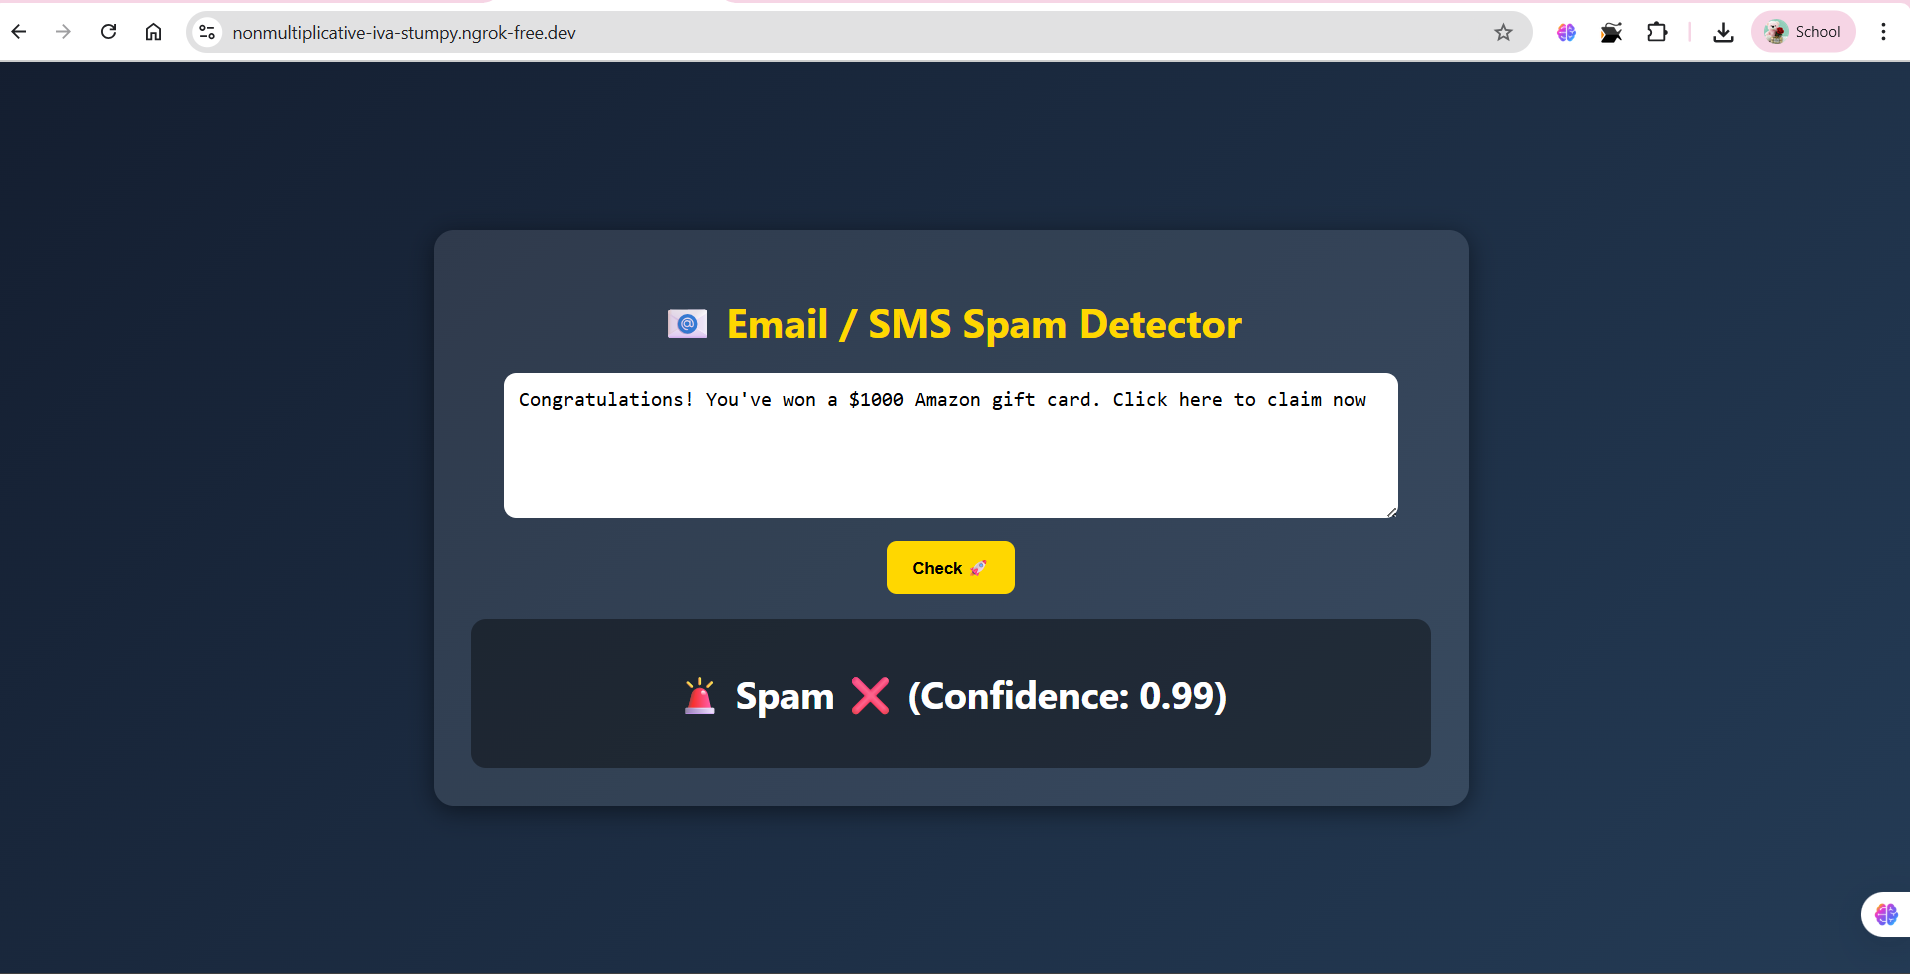 nonmultiplicative-iva-stumpy.ngrok-free.dev
School
Email / SMS Spam Detector
Congratulations! You've won a $1000 Amazon gift card. Click here to claim now
Check 🚀
🚨 Spam ❌ (Confidence: 0.99)